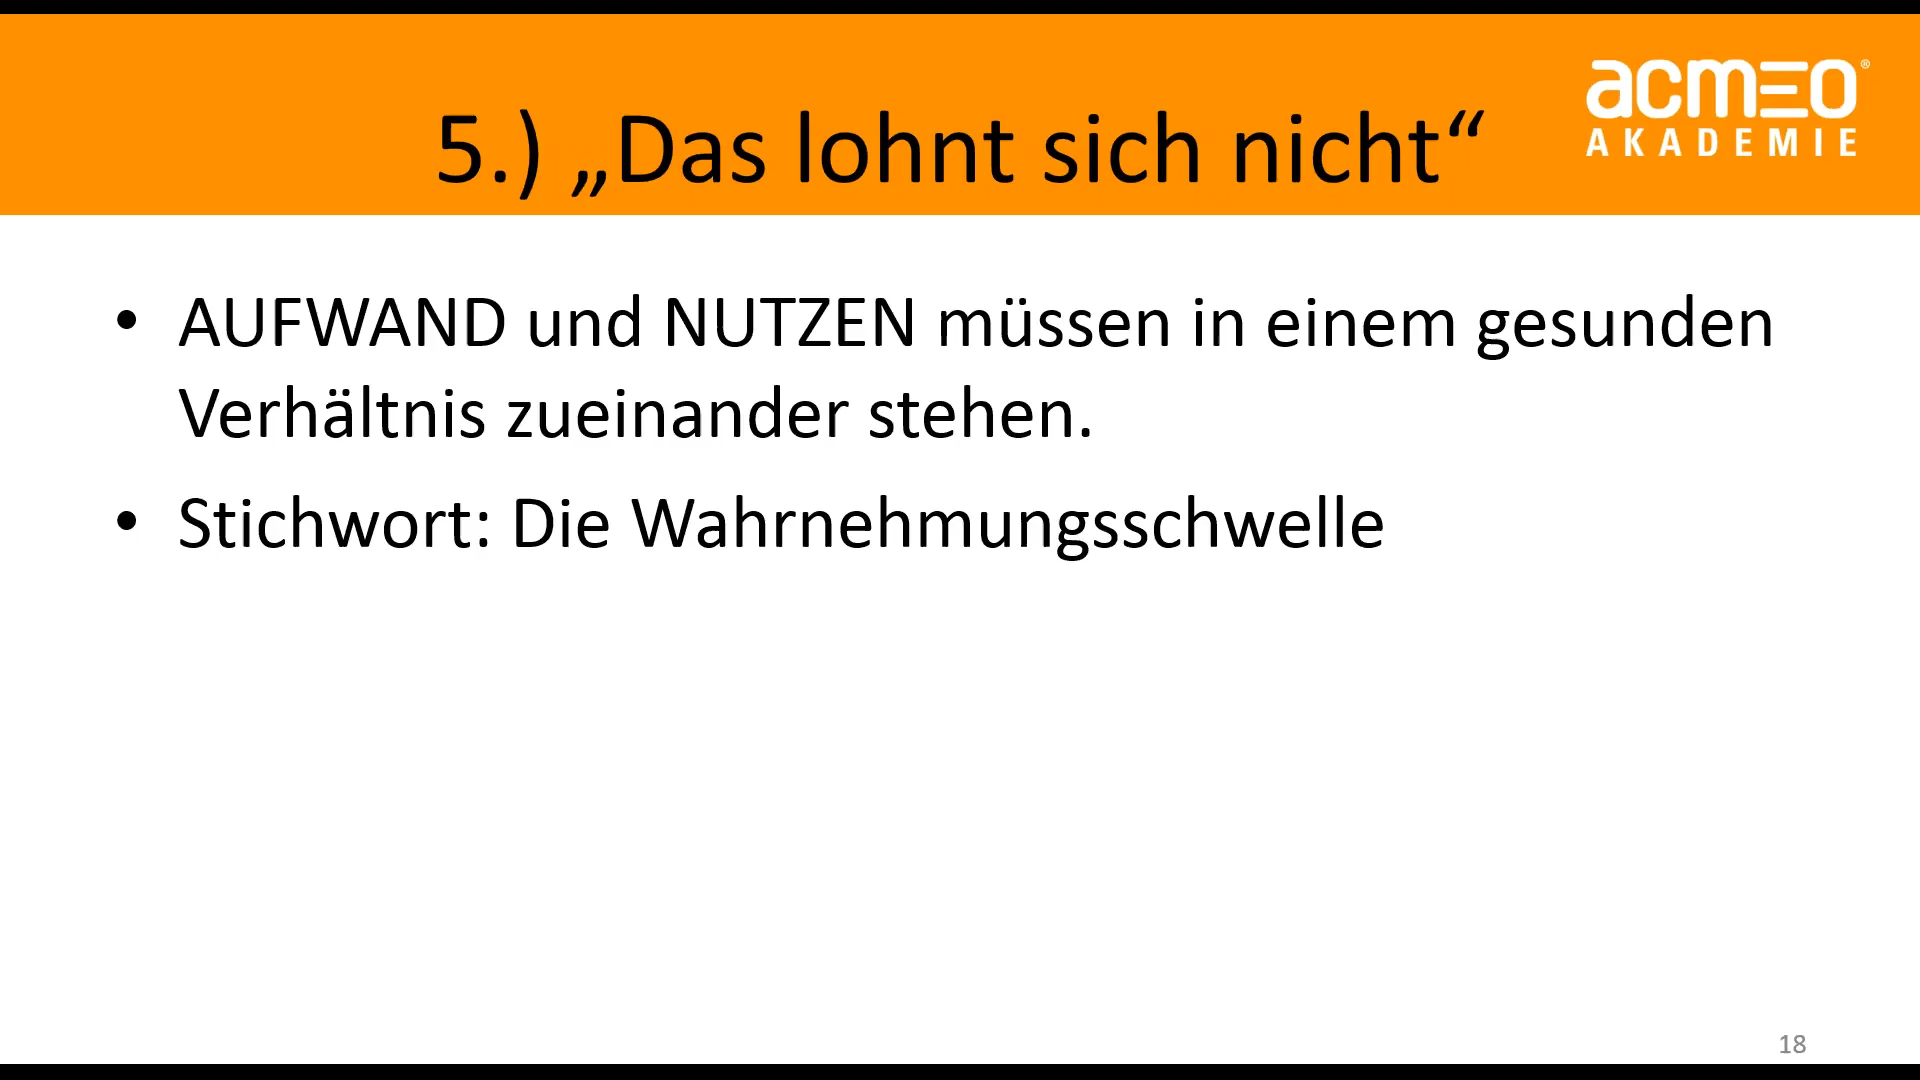 acmeo®
AKADEMIE
5.) „Das lohnt sich nicht“
• AUFWAND und NUTZEN müssen in einem gesunden
Verhältnis zueinander stehen.
• Stichwort: Die Wahrnehmungsschwelle
18